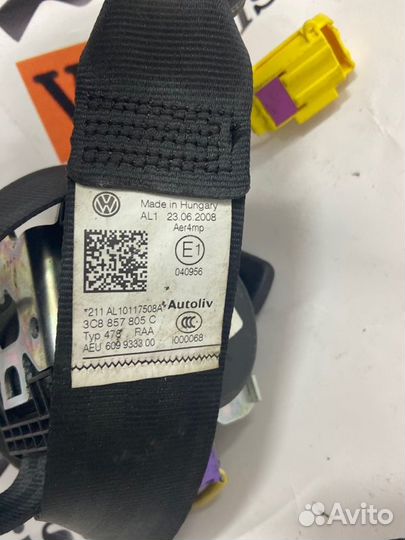 Made in Hungary
AL1 23.06.2008
Aer4mp
E1
040956
*211 AL10117508A* Autoliv
3C8 857 805 C
Typ 478 RAA
AEU 609 9333 00 I000068
Avito